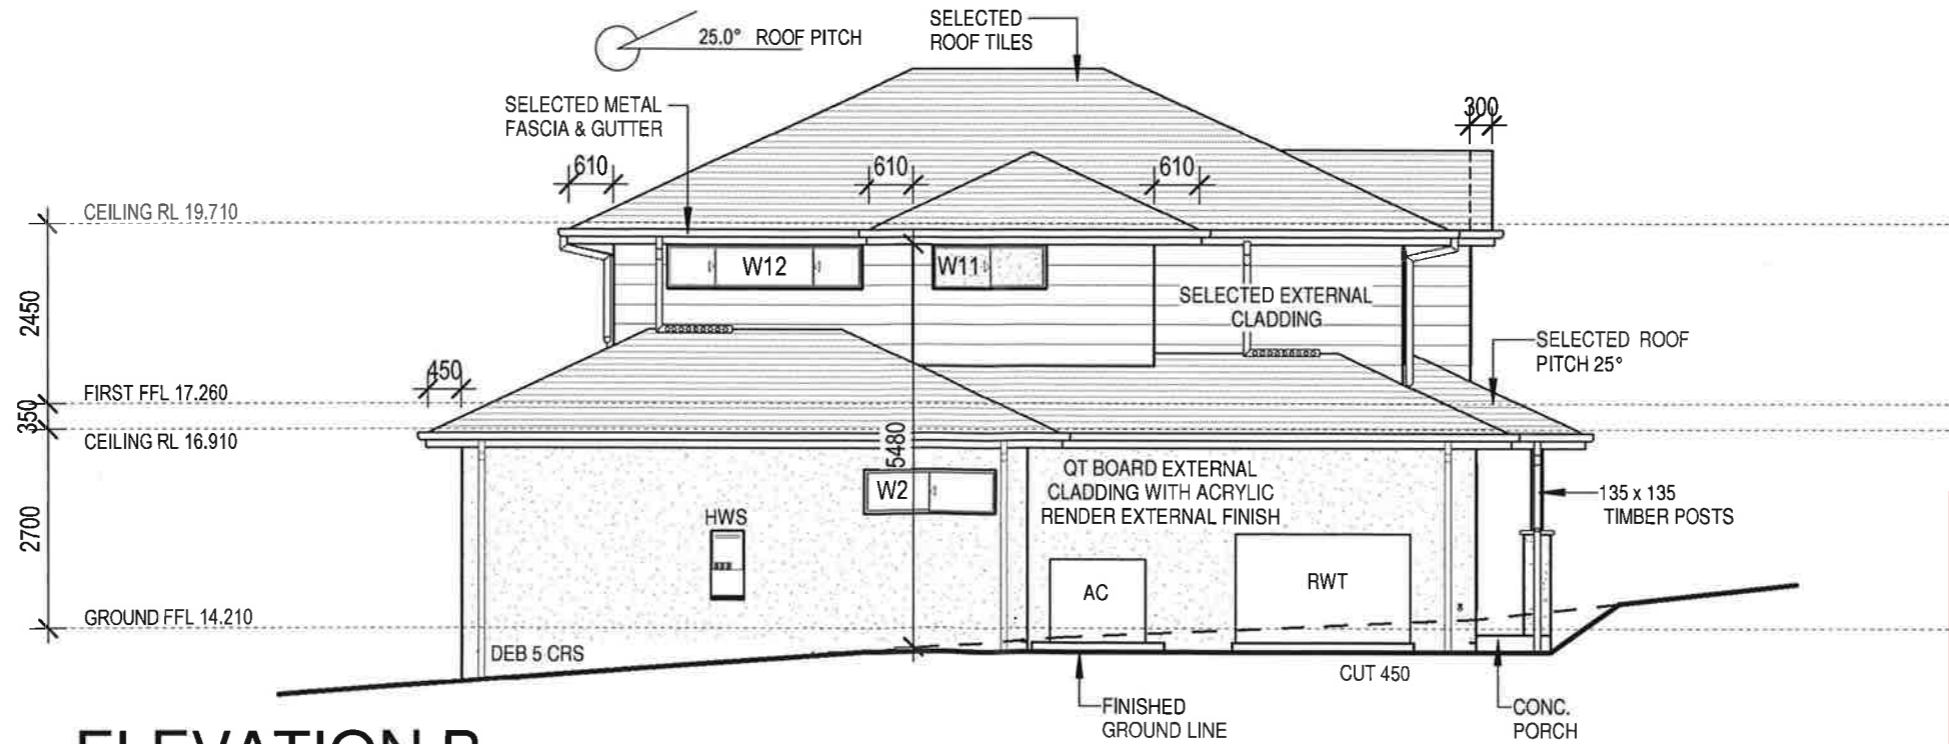 25.0° ROOF PITCH
SELECTED
ROOF TILES
SELECTED METAL
FASCIA & GUTTER
300
610
610
610
CEILING RL 19.710
W12
W11
2450
SELECTED EXTERNAL
CLADDING
SELECTED ROOF
PITCH 25°
450
FIRST FFL 17.260
350
CEILING RL 16.910
5480
QT BOARD EXTERNAL
CLADDING WITH ACRYLIC
RENDER EXTERNAL FINISH
W2
135 x 135
TIMBER POSTS
2700
HWS
AC
RWT
GROUND FFL 14.210
DEB 5 CRS
CUT 450
FINISHED
GROUND LINE
CONC.
PORCH
ELEVATION B